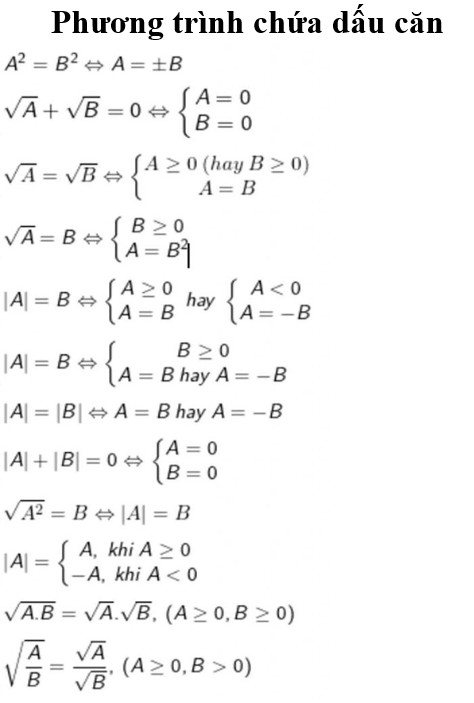 Phương trình chứa dấu căn
A² = B² ⇔ A = ±B
√A + √B = 0 ⇔ { A = 0
B = 0
√A = √B ⇔ { A ≥ 0 (hay B ≥ 0)
A = B
√A = B ⇔ { B ≥ 0
A = B²
|A| = B ⇔ { A ≥ 0 hay { A < 0
A = B A = −B
|A| = B ⇔ { B ≥ 0
A = B hay A = −B
|A| = |B| ⇔ A = B hay A = −B
|A| + |B| = 0 ⇔ { A = 0
B = 0
√A² = B ⇔ |A| = B
|A| = { A, khi A ≥ 0
−A, khi A < 0
√A.B = √A.√B, (A ≥ 0, B ≥ 0)
√(A/B) = √A/√B, (A ≥ 0, B > 0)